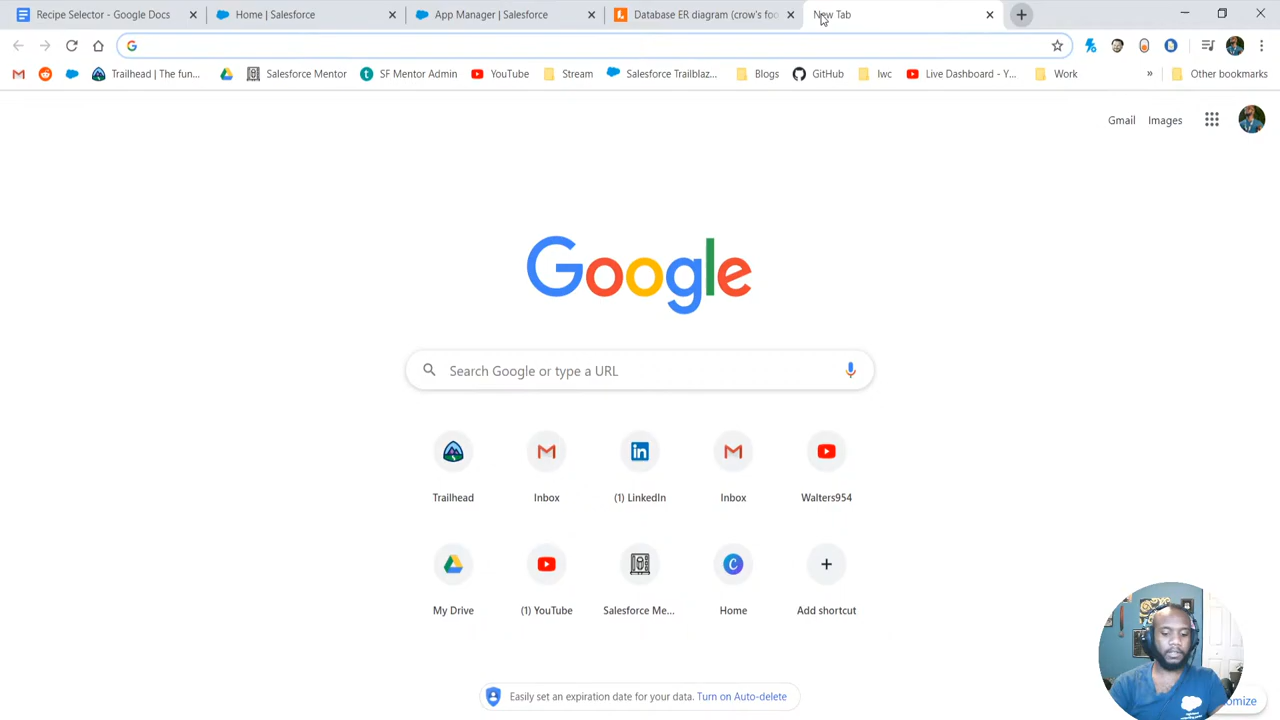 Recipe Selector - Google Docs
Home | Salesforce
App Manager | Salesforce
Database ER diagram (crow's foo
New Tab
Trailhead | The fun...
Salesforce Mentor
SF Mentor Admin
YouTube
Stream
Salesforce Trailblaz...
Blogs
GitHub
lwc
Live Dashboard - Y...
Work
»
Other bookmarks
Gmail
Images
Google
Search Google or type a URL
Trailhead
Inbox
(1) LinkedIn
Inbox
Walters954
My Drive
(1) YouTube
Salesforce Me...
Home
Add shortcut
Easily set an expiration date for your data. Turn on Auto-delete
omize